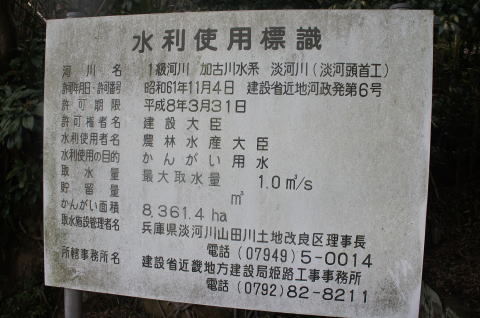 水利使用標識
河川名 1級河川 加古川水系 淡河川(淡河頭首工)
許可年月日・許可番号 昭和61年11月4日 建設省近地河政発第6号
許可期限 平成8年3月31日
許可権者名 建設大臣
水利使用者名 農林水産大臣
水利使用の目的 かんがい用水
取水量 最大取水量 1.0㎥/s
貯留量 ㎥
かんがい面積 8,361.4 ha
取水施設管理者名 兵庫県淡河川山田川土地改良区理事長
電話(07949)5-0014
所轄事務所名 建設省近畿地方建設局姫路工事事務所
電話(0792)82-8211